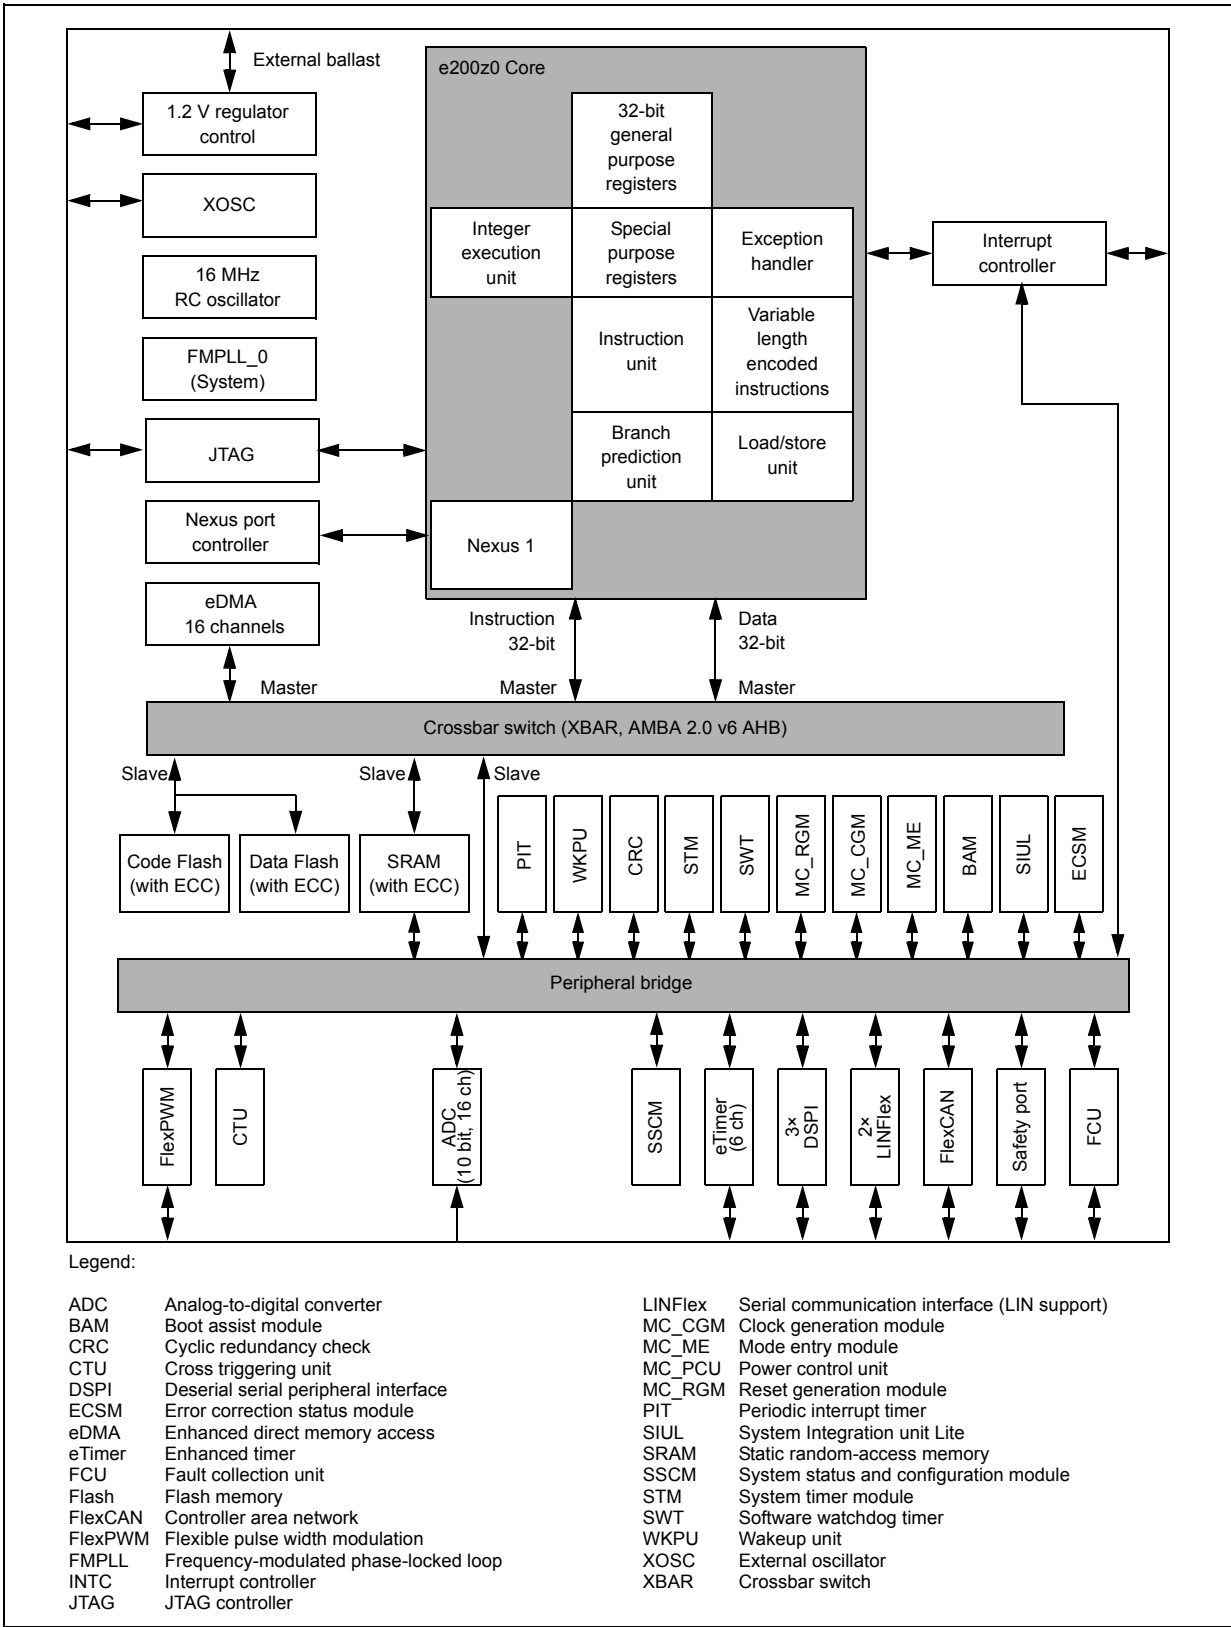 External ballast
1.2 V regulator
control
XOSC
16 MHz
RC oscillator
FMPLL_0
(System)
JTAG
Nexus port
controller
eDMA
16 channels
e200z0 Core
32-bit
general
purpose
registers
Integer
execution
unit
Special
purpose
registers
Exception
handler
Instruction
unit
Variable
length
encoded
instructions
Branch
prediction
unit
Load/store
unit
Nexus 1
Interrupt
controller
Instruction
32-bit
Data
32-bit
Master
Master
Master
Crossbar switch (XBAR, AMBA 2.0 v6 AHB)
Slave
Slave
Slave
Code Flash
(with ECC)
Data Flash
(with ECC)
SRAM
(with ECC)
PIT
WKPU
CRC
STM
SWT
MC_RGM
MC_CGM
MC_ME
BAM
SIUL
ECSM
Peripheral bridge
FlexPWM
CTU
ADC
(10 bit, 16 ch)
SSCM
eTimer
(6 ch)
3×
DSPI
2×
LINFlex
FlexCAN
Safety port
FCU
Legend:
ADC Analog-to-digital converter
BAM Boot assist module
CRC Cyclic redundancy check
CTU Cross triggering unit
DSPI Deserial serial peripheral interface
ECSM Error correction status module
eDMA Enhanced direct memory access
eTimer Enhanced timer
FCU Fault collection unit
Flash Flash memory
FlexCAN Controller area network
FlexPWM Flexible pulse width modulation
FMPLL Frequency-modulated phase-locked loop
INTC Interrupt controller
JTAG JTAG controller
LINFlex Serial communication interface (LIN support)
MC_CGM Clock generation module
MC_ME Mode entry module
MC_PCU Power control unit
MC_RGM Reset generation module
PIT Periodic interrupt timer
SIUL System Integration unit Lite
SRAM Static random-access memory
SSCM System status and configuration module
STM System timer module
SWT Software watchdog timer
WKPU Wakeup unit
XOSC External oscillator
XBAR Crossbar switch